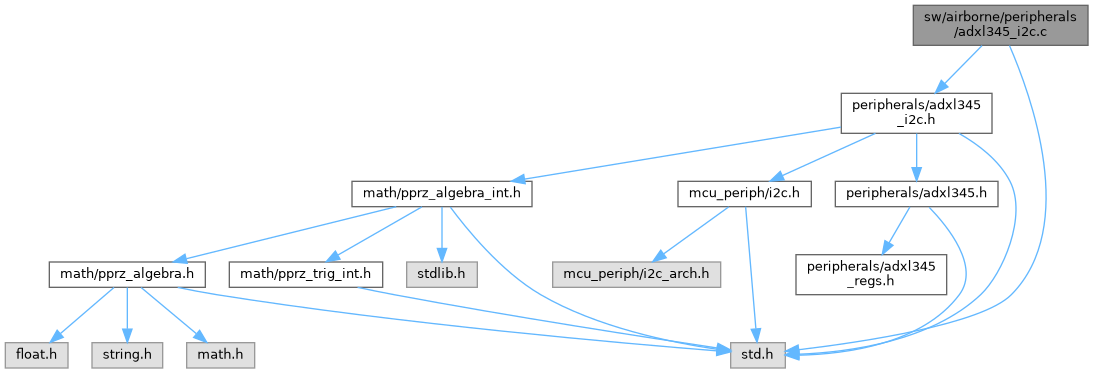 sw/airborne/peripherals
/adxl345_i2c.c
peripherals/adxl345
_i2c.h
math/pprz_algebra_int.h
mcu_periph/i2c.h
peripherals/adxl345.h
math/pprz_algebra.h
math/pprz_trig_int.h
stdlib.h
mcu_periph/i2c_arch.h
peripherals/adxl345
_regs.h
float.h
string.h
math.h
std.h